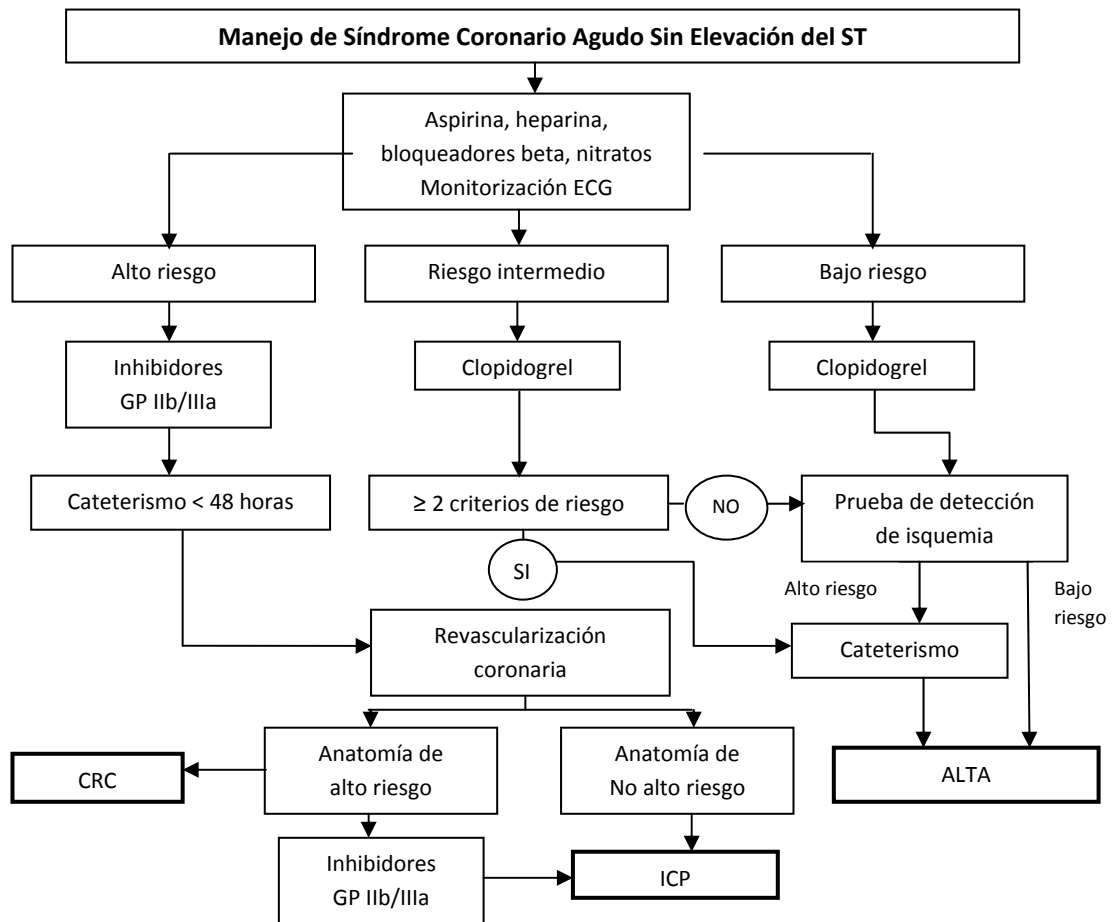 Manejo de Síndrome Coronario Agudo Sin Elevación del ST
Aspirina, heparina,
bloqueadores beta, nitratos
Monitorización ECG
Alto riesgo
Riesgo intermedio
Bajo riesgo
Inhibidores
GP IIb/IIIa
Clopidogrel
Clopidogrel
Cateterismo < 48 horas
≥ 2 criterios de riesgo
NO
Prueba de detección
de isquemia
SI
Alto riesgo
Bajo
riesgo
Revascularización
coronaria
Cateterismo
Anatomía de
alto riesgo
Anatomía de
No alto riesgo
CRC
ALTA
Inhibidores
GP IIb/IIIa
ICP